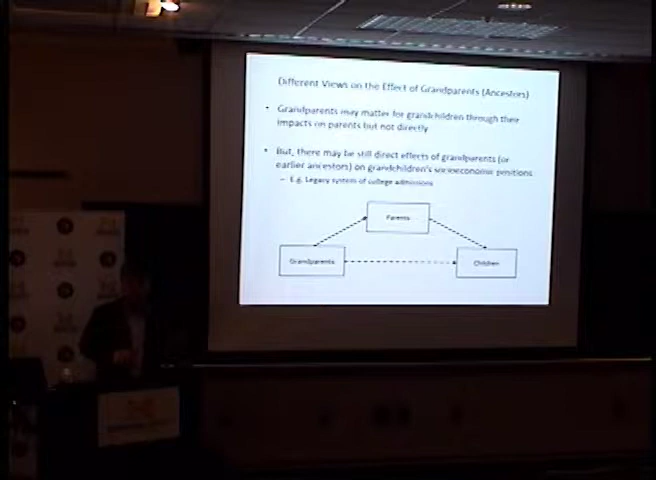 Different Views on the Effect of Grandparents (Ancestors)
• Grandparents may matter for grandchildren through their
impacts on parents but not directly
• But, there may be still direct effects of grandparents (or
earlier ancestors) on grandchildren's socioeconomic positions
– E.g. Legacy system of college admissions
Parents
Grandparents
Children